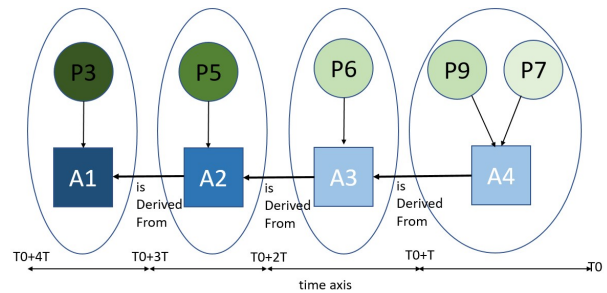 P3
P5
P6
P9
P7
A1
A2
A3
A4
is
Derived
From
is
Derived
From
is
Derived
From
T0+4T
T0+3T
T0+2T
T0+T
T0
time axis